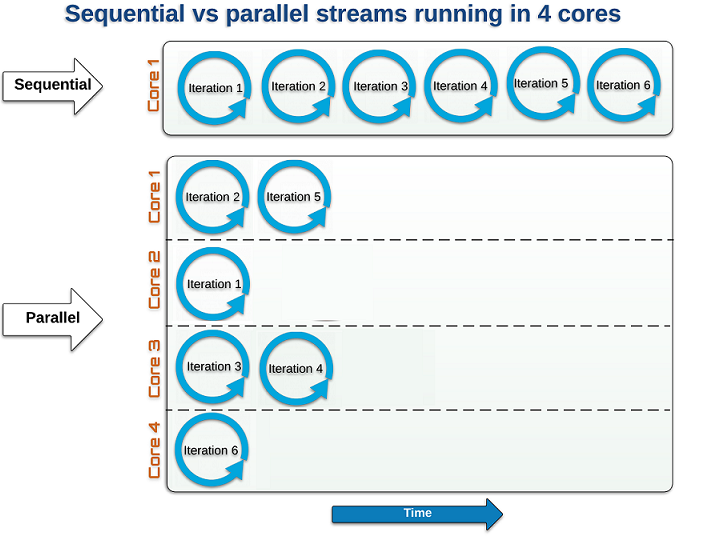 Sequential vs parallel streams running in 4 cores
Sequential
Core 1
Iteration 1
Iteration 2
Iteration 3
Iteration 4
Iteration 5
Iteration 6
Parallel
Core 1
Iteration 2
Iteration 5
Core 2
Iteration 1
Core 3
Iteration 3
Iteration 4
Core 4
Iteration 6
Time